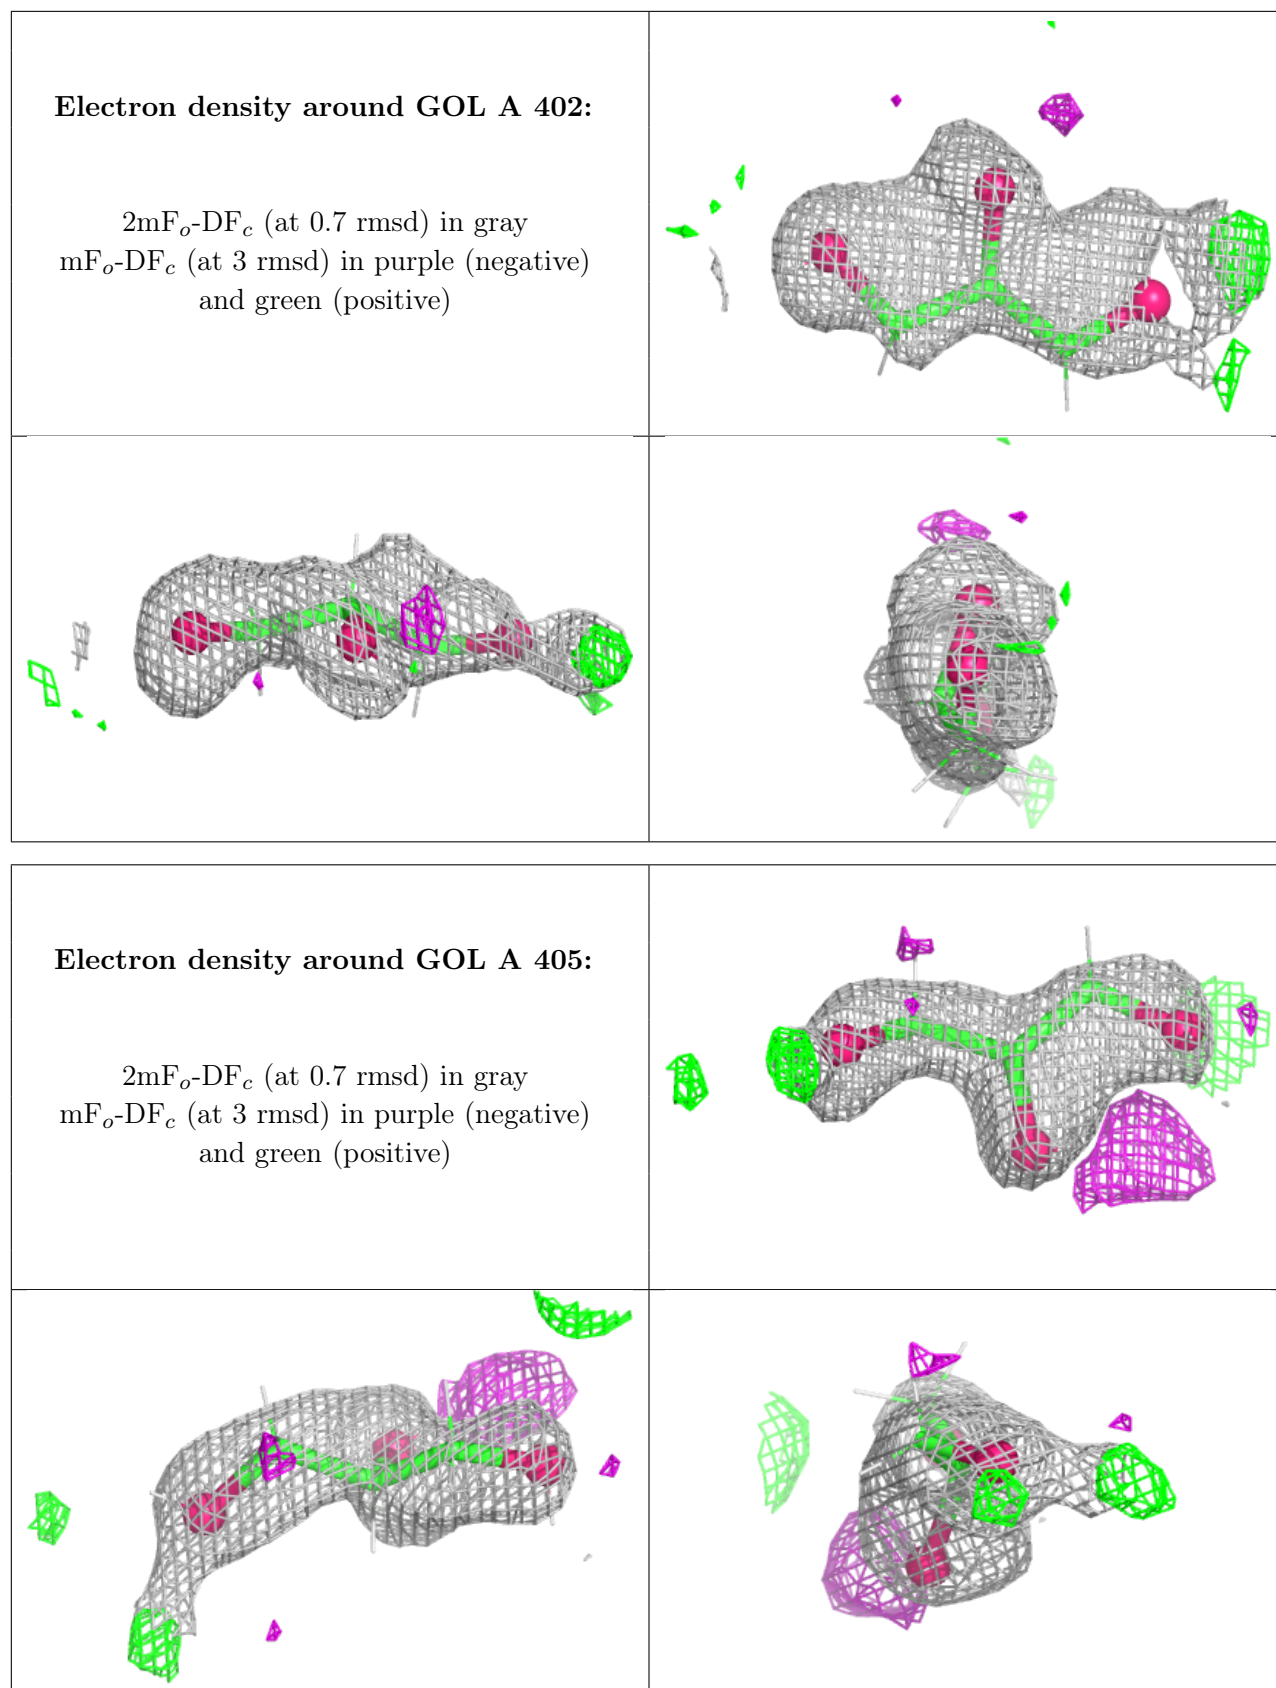 Electron density around GOL A 402:
2mFo-DFc (at 0.7 rmsd) in gray
mFo-DFc (at 3 rmsd) in purple (negative)
and green (positive)
Electron density around GOL A 405:
2mFo-DFc (at 0.7 rmsd) in gray
mFo-DFc (at 3 rmsd) in purple (negative)
and green (positive)